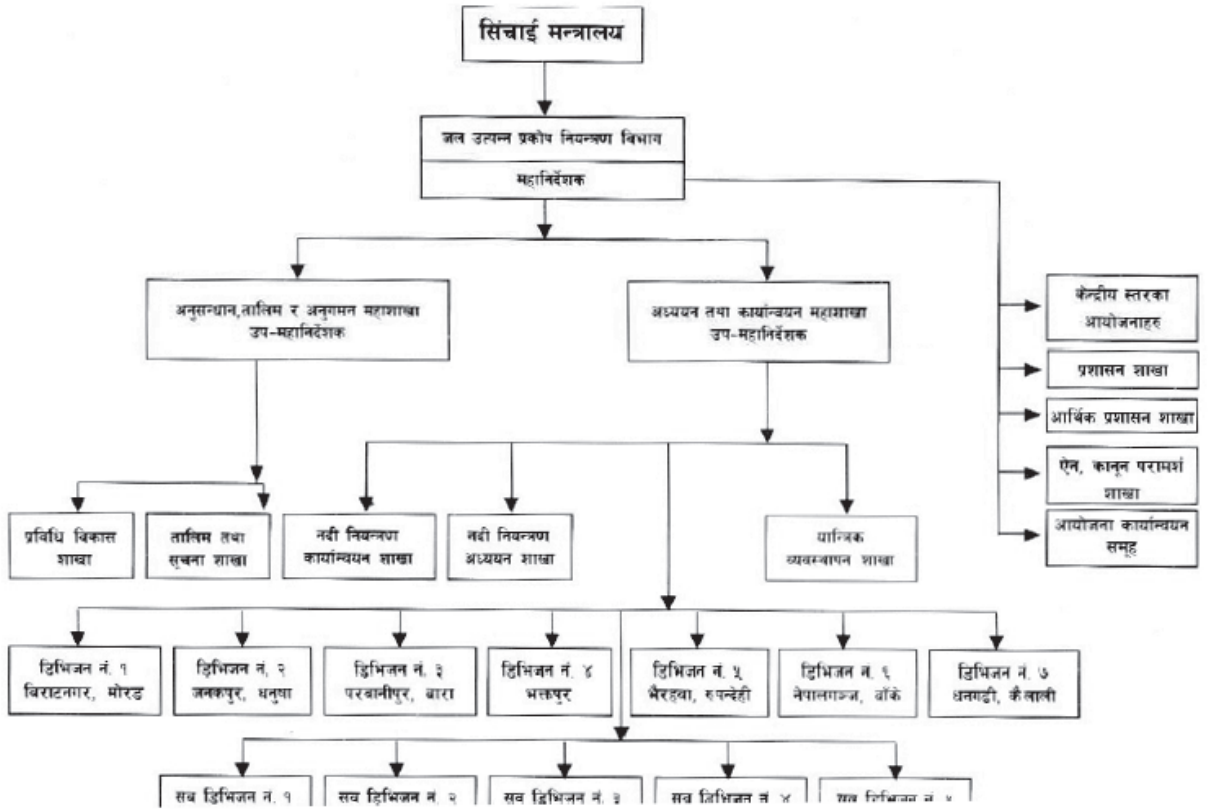 सिंचाई मन्त्रालय
जल उत्पन्न प्रकोप नियन्त्रण विभाग
महानिर्देशक
अनुसन्धान,तालिम र अनुगमन महाशाखा
उप-महानिर्देशक
अध्ययन तथा कार्यान्वयन महाशाखा
उप-महानिर्देशक
केन्द्रीय स्तरका
आयोजनाहरु
प्रशासन शाखा
आर्थिक प्रशासन शाखा
ऐन, कानून परामर्श
शाखा
आयोजना कार्यान्वयन
समूह
प्रविधि विकास
शाखा
तालिम तथा
सूचना शाखा
नदी नियन्त्रण
कार्यान्वयन शाखा
नदी नियन्त्रण
अध्ययन शाखा
यान्त्रिक
व्यवस्थापन शाखा
डिभिजन नं. १
विराटनगर, मोरङ
डिभिजन नं. २
जनकपुर, धनुषा
डिभिजन नं. ३
परवानीपुर, बारा
डिभिजन नं. ४
भक्तपुर
डिभिजन नं. ५
भैरहवा, रुपन्देही
डिभिजन नं. ६
नेपालगञ्ज, बाँके
डिभिजन नं. ७
धनगढी, कैलाली
सब डिभिजन नं. १
सब डिभिजन नं. २
सब डिभिजन नं. ३
सब डिभिजन नं. ४
सब डिभिजन नं. ५